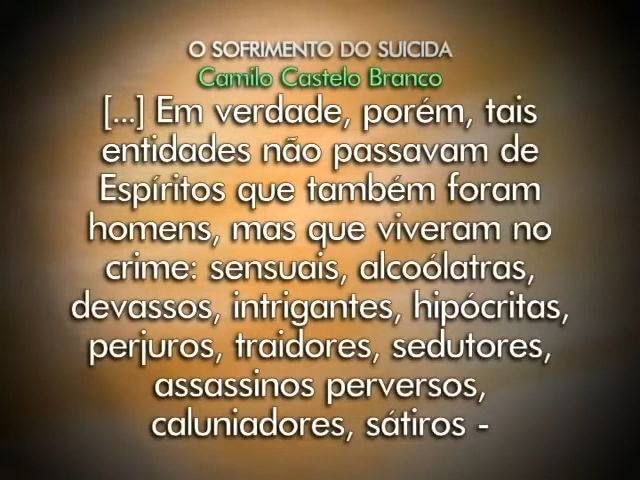 O SOFRIMENTO DO SUICIDA
Camilo Castelo Branco
[...] Em verdade, porém, tais
entidades não passavam de
Espíritos que também foram
homens, mas que viveram no
crime: sensuais, alcoólatras,
devassos, intrigantes, hipócritas,
perjuros, traidores, sedutores,
assassinos perversos,
caluniadores, sátiros -